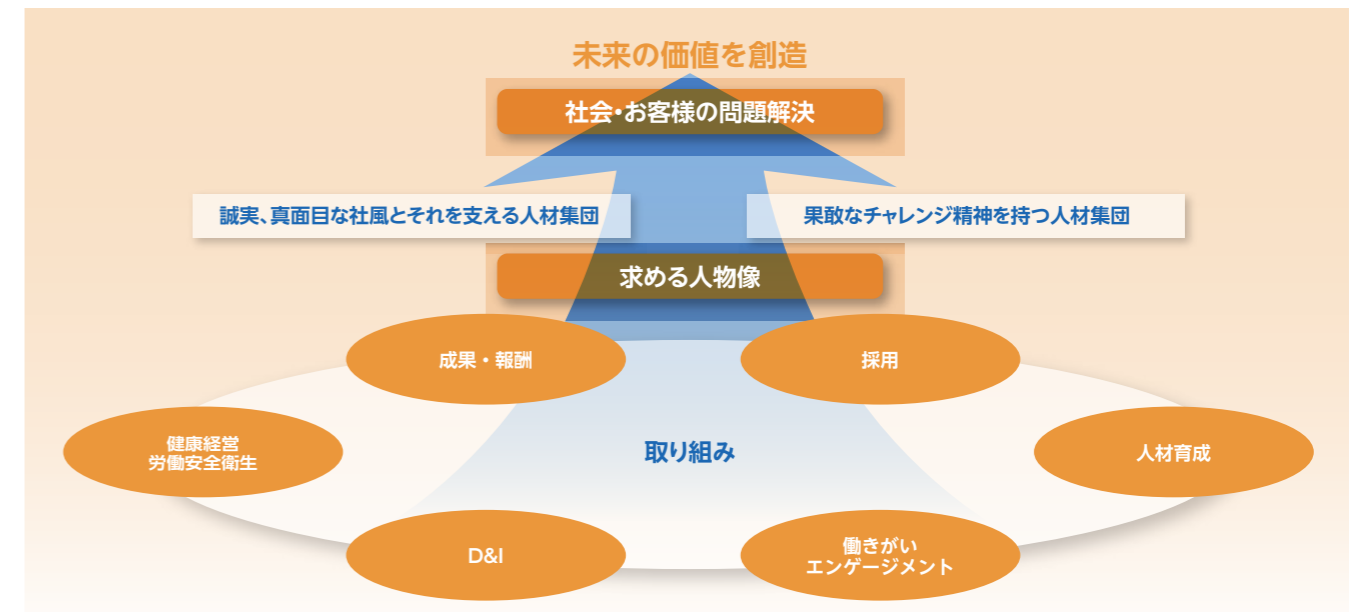 未来の価値を創造
社会・お客様の問題解決
誠実、真面目な社風とそれを支える人材集団
果敢なチャレンジ精神を持つ人材集団
求める人物像
成果・報酬
採用
健康経営
労働安全衛生
取り組み
人材育成
D&I
働きがい
エンゲージメント